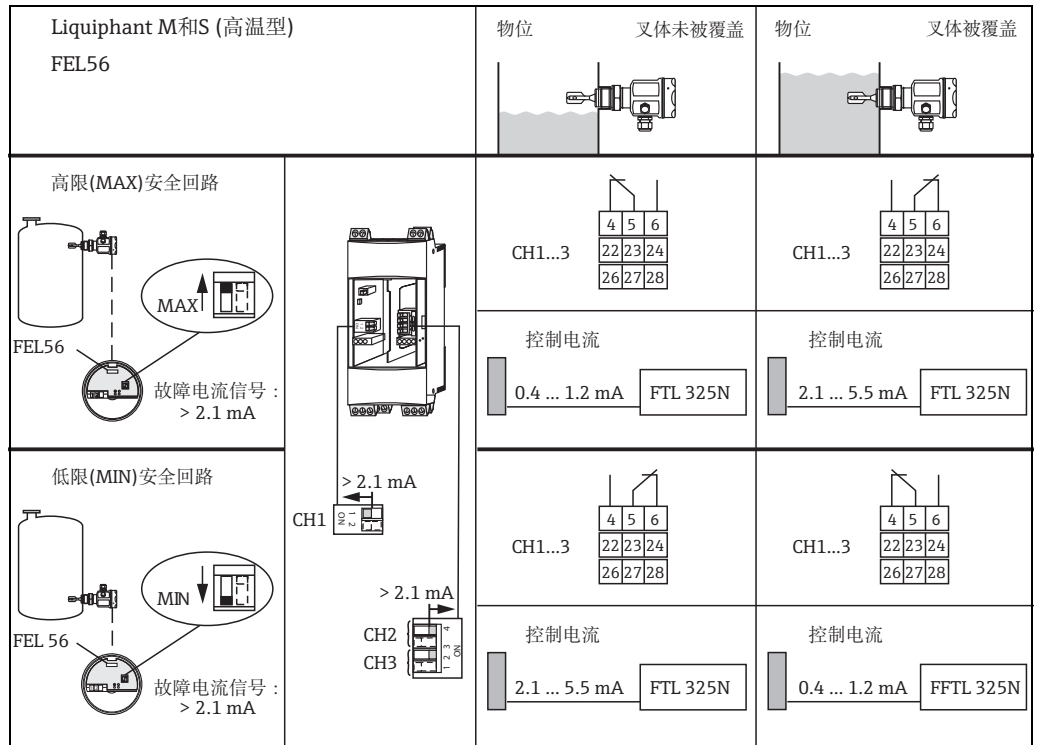 Liquiphant M和S (高温型)
FEL56
物位 叉体未被覆盖
物位 叉体被覆盖
高限(MAX)安全回路
MAX
FEL56
故障电流信号:
> 2.1 mA
CH1...3
4 5 6
22 23 24
26 27 28
CH1...3
4 5 6
22 23 24
26 27 28
控制电流
0.4 ... 1.2 mA FTL 325N
控制电流
2.1 ... 5.5 mA FTL 325N
低限(MIN)安全回路
MIN
FEL 56
故障电流信号:
> 2.1 mA
> 2.1 mA
CH1
ON
1 2
> 2.1 mA
CH2
CH3
1 2 3 4
ON
CH1...3
4 5 6
22 23 24
26 27 28
CH1...3
4 5 6
22 23 24
26 27 28
控制电流
2.1 ... 5.5 mA FTL 325N
控制电流
0.4 ... 1.2 mA FFTL 325N